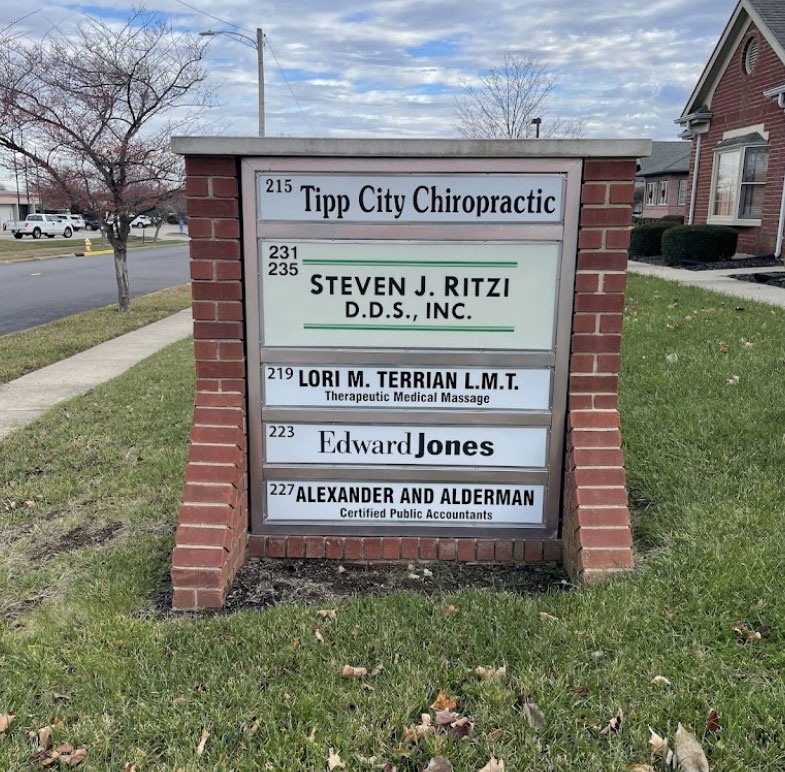 215 Tipp City Chiropractic
231
235
STEVEN J. RITZI
D.D.S., INC.
219 LORI M. TERRIAN L.M.T.
Therapeutic Medical Massage
223 Edward Jones
227 ALEXANDER AND ALDERMAN
Certified Public Accountants